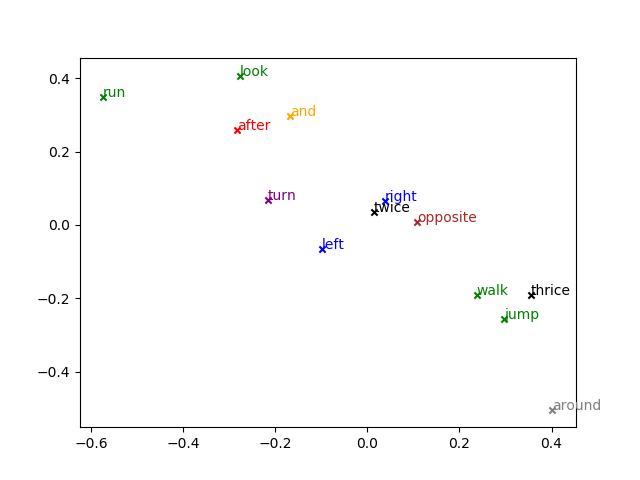 0.4
0.2
0.0
−0.2
−0.4
look
run
and
after
turn
right
twice
opposite
left
walk
thrice
jump
around
−0.6
−0.4
−0.2
0.0
0.2
0.4